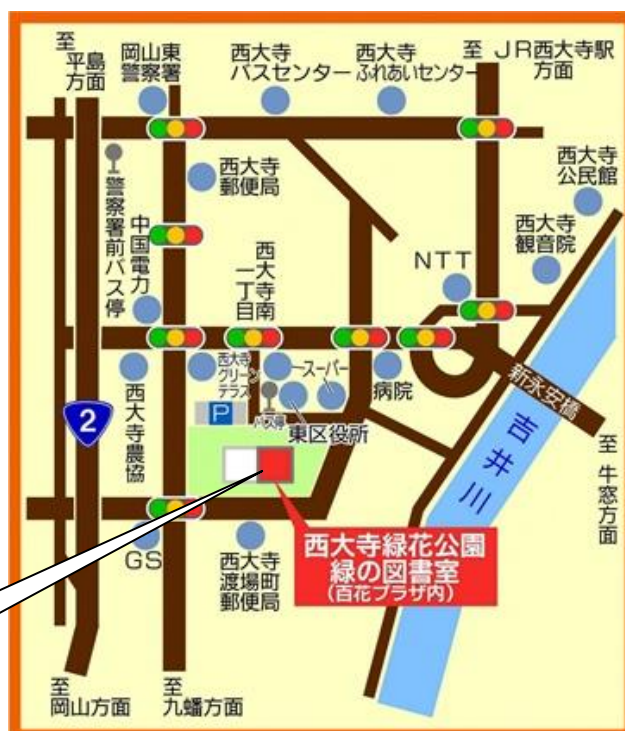 至
平島
方面
岡山東
警察署
西大寺
バスセンター
西大寺
ふれあいセンター
至 JR西大寺駅
方面
西大寺
郵便局
西大寺
公民館
警察署前バス停
中国電力
西大寺南
一丁目
NTT
西大寺
観音院
西大寺農協
西大寺
グリーン
テラス
スーパー
病院
新永安橋
2
P
バス停
東区役所
吉井川
至 牛窓方面
GS
西大寺
渡場町
郵便局
西大寺緑花公園
緑の図書室
(百花プラザ内)
至
岡山方面
至
九蟠方面